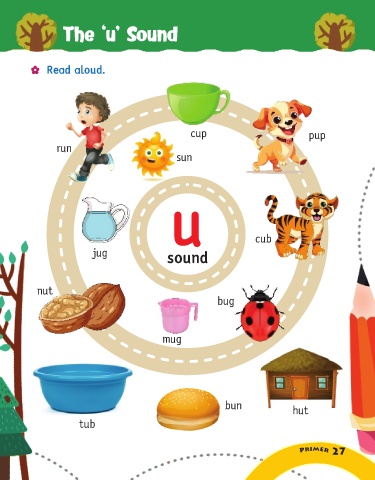 The 'u' Sound
Read aloud.
cup
run
sun
pup
u
sound
jug
cub
nut
bug
mug
tub
bun
hut
PRIMER 27